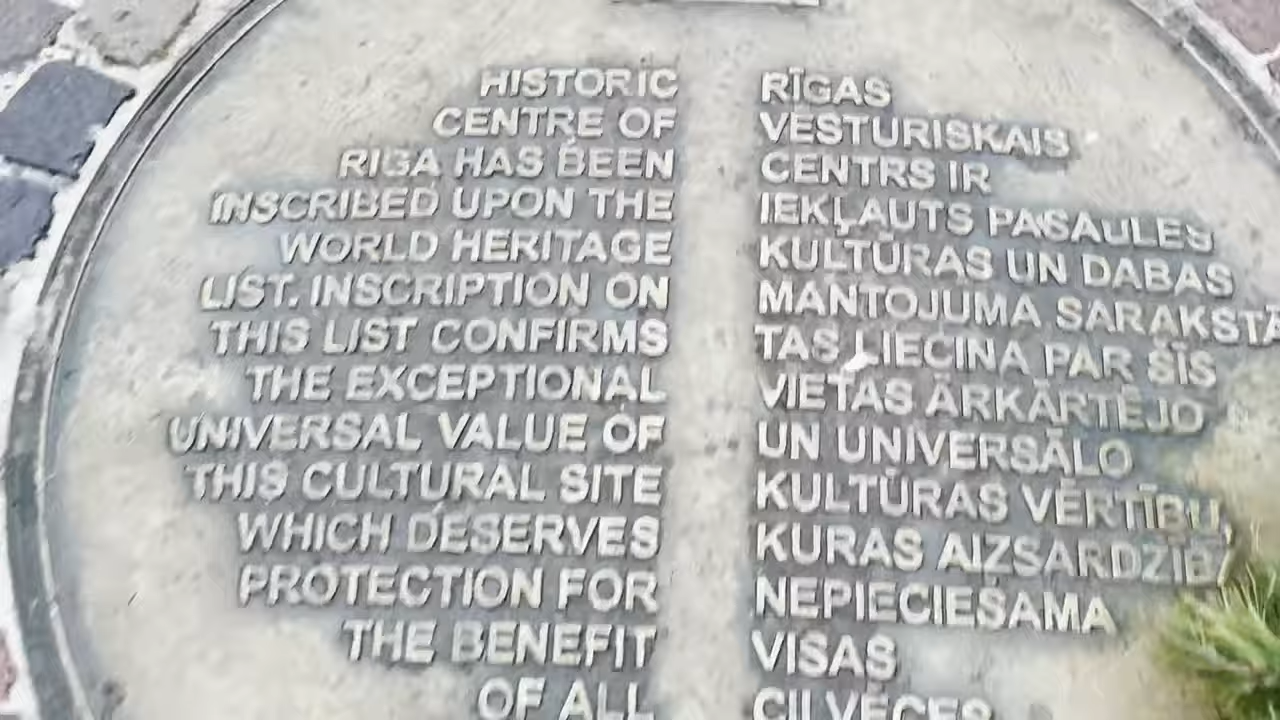 HISTORIC
CENTRE OF
RIGA HAS BEEN
INSCRIBED UPON THE
WORLD HERITAGE
LIST. INSCRIPTION ON
THIS LIST CONFIRMS
THE EXCEPTIONAL
UNIVERSAL VALUE OF
THIS CULTURAL SITE
WHICH DESERVES
PROTECTION FOR
THE BENEFIT
OF ALL
RĪGAS
VĒSTURISKAIS
CENTRS IR
IEKĻAUTS PASAULES
KULTŪRAS UN DABAS
MANTOJUMA SARAKSTĀ
TAS LIECINA PAR ŠĪS
VIETAS ĀRKĀRTĒJO
UN UNIVERSĀLO
KULTŪRAS VĒRTĪBU,
KURAS
NEPIECIEŠAMA
VISAS
CILVĒCES